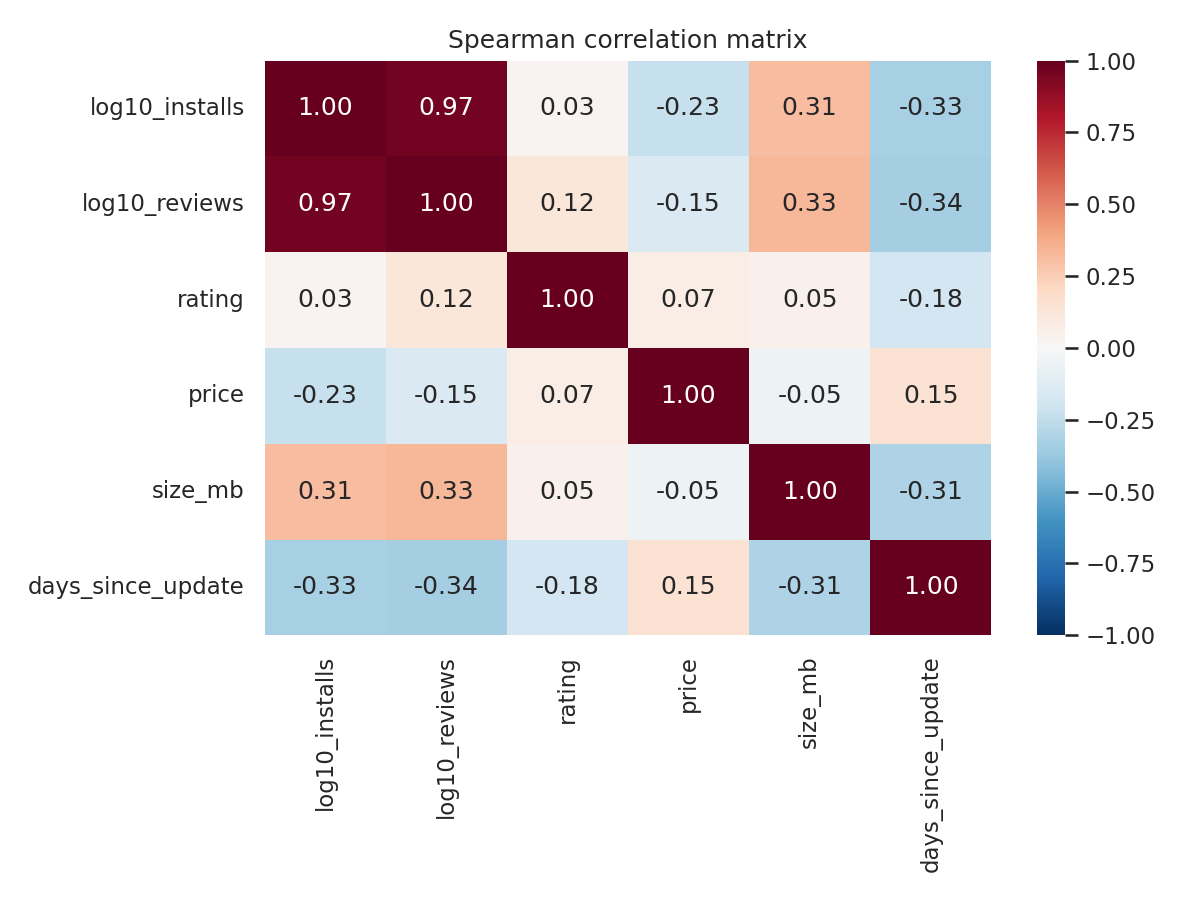 Spearman correlation matrix
log10_installs 1.00 0.97 0.03 -0.23 0.31 -0.33
log10_reviews 0.97 1.00 0.12 -0.15 0.33 -0.34
rating 0.03 0.12 1.00 0.07 0.05 -0.18
price -0.23 -0.15 0.07 1.00 -0.05 0.15
size_mb 0.31 0.33 0.05 -0.05 1.00 -0.31
days_since_update -0.33 -0.34 -0.18 0.15 -0.31 1.00
log10_installs
log10_reviews
rating
price
size_mb
days_since_update
1.00
0.75
0.50
0.25
0.00
−0.25
−0.50
−0.75
−1.00